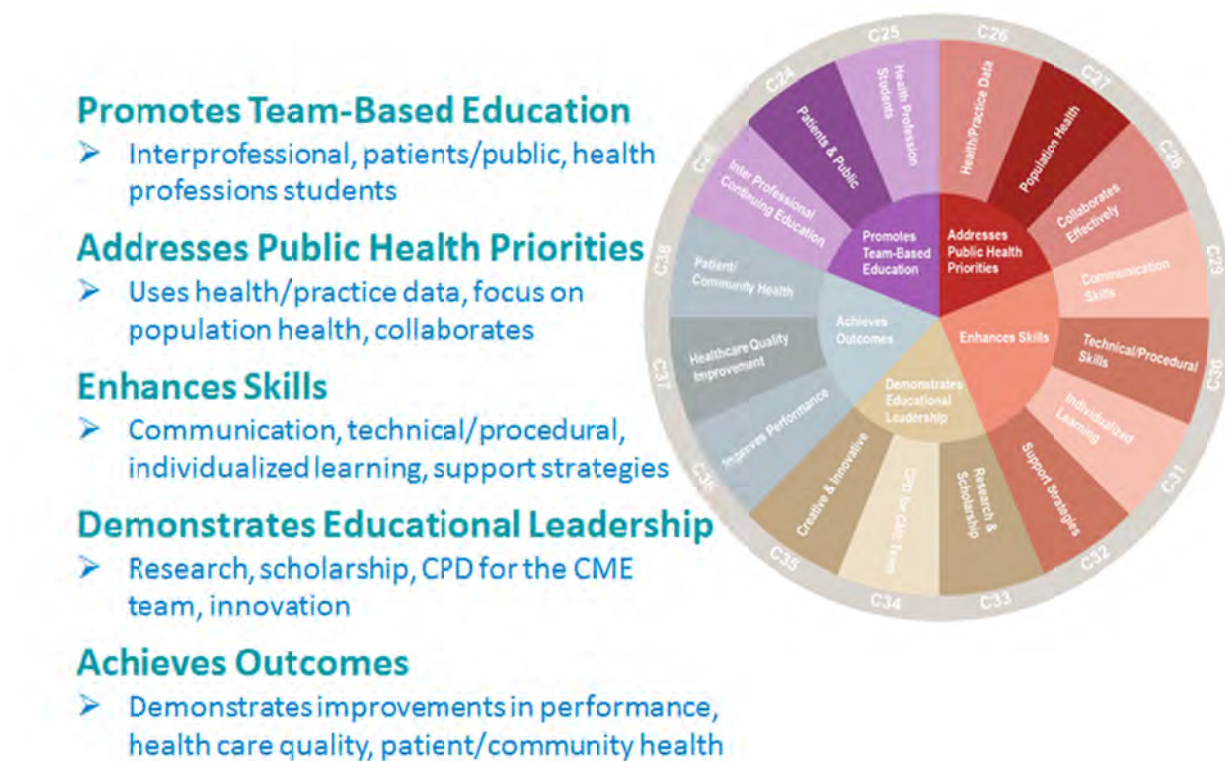 Promotes Team-Based Education
Interprofessional, patients/public, health
professions students
Addresses Public Health Priorities
Uses health/practice data, focus on
population health, collaborates
Enhances Skills
Communication, technical/procedural,
individualized learning, support strategies
Demonstrates Educational Leadership
Research, scholarship, CPD for the CME
team, innovation
Achieves Outcomes
Demonstrates improvements in performance,
health care quality, patient/community health
C24
C25
C26
C27
C28
C29
C30
C31
C32
C33
C34
C35
C36
C37
C38
Inter Professional
Continuing Education
Patients & Public
Health Profession
Students
Health/Practice Data
Population Health
Collaborates
Effectively
Communication
Skills
Technical/Procedural
Skills
Individualized
Learning
Support Strategies
Research &
Scholarship
CPD for CME Team
Creative & Innovative
Improves Performance
Healthcare Quality
Improvement
Patient/
Community Health
Promotes
Team-Based
Education
Addresses
Public Health
Priorities
Enhances Skills
Demonstrates
Educational
Leadership
Achieves
Outcomes